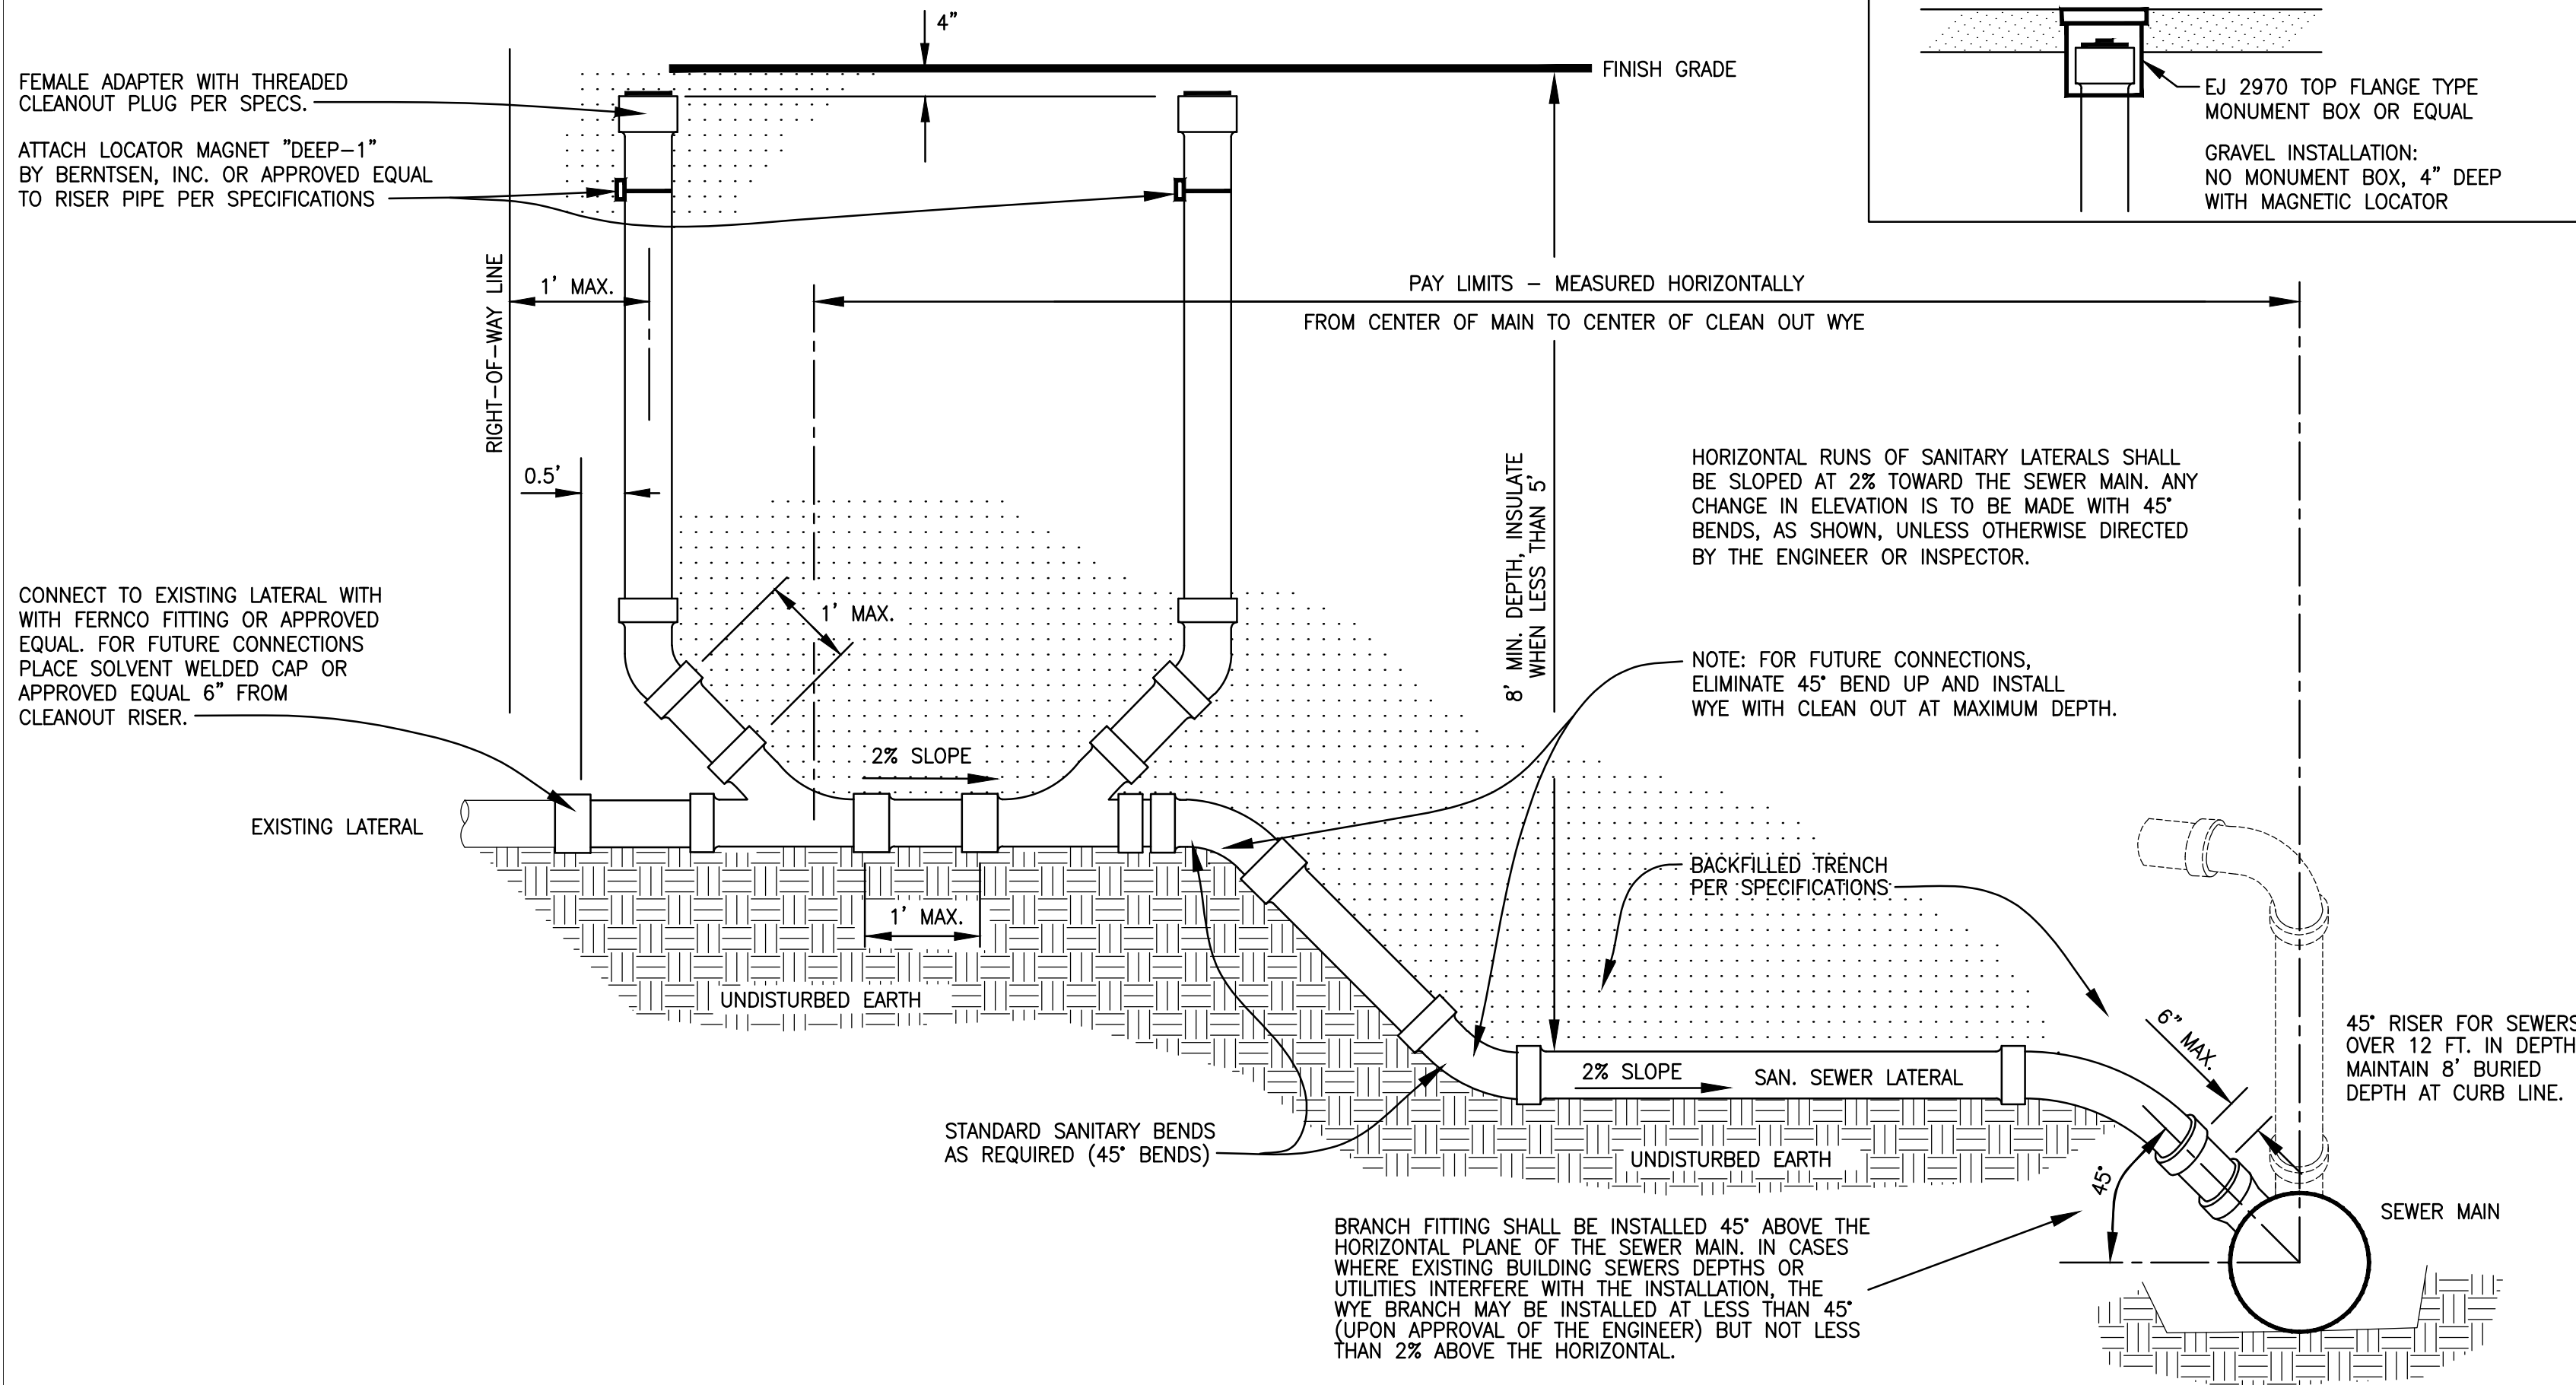 4”
FINISH GRADE
FEMALE ADAPTER WITH THREADED
CLEANOUT PLUG PER SPECS.
ATTACH LOCATOR MAGNET ”DEEP–1”
BY BERNTSEN, INC. OR APPROVED EQUAL
TO RISER PIPE PER SPECIFICATIONS
EJ 2970 TOP FLANGE TYPE
MONUMENT BOX OR EQUAL
GRAVEL INSTALLATION:
NO MONUMENT BOX, 4” DEEP
WITH MAGNETIC LOCATOR
RIGHT–OF–WAY LINE
1’ MAX.
PAY LIMITS – MEASURED HORIZONTALLY
FROM CENTER OF MAIN TO CENTER OF CLEAN OUT WYE
0.5’
8’ MIN. DEPTH, INSULATE
WHEN LESS THAN 5’
HORIZONTAL RUNS OF SANITARY LATERALS SHALL
BE SLOPED AT 2% TOWARD THE SEWER MAIN. ANY
CHANGE IN ELEVATION IS TO BE MADE WITH 45°
BENDS, AS SHOWN, UNLESS OTHERWISE DIRECTED
BY THE ENGINEER OR INSPECTOR.
CONNECT TO EXISTING LATERAL WITH
WITH FERNCO FITTING OR APPROVED
EQUAL. FOR FUTURE CONNECTIONS
PLACE SOLVENT WELDED CAP OR
APPROVED EQUAL 6” FROM
CLEANOUT RISER.
1’ MAX.
NOTE: FOR FUTURE CONNECTIONS,
ELIMINATE 45° BEND UP AND INSTALL
WYE WITH CLEAN OUT AT MAXIMUM DEPTH.
2% SLOPE
EXISTING LATERAL
BACKFILLED TRENCH
PER SPECIFICATIONS
1’ MAX.
UNDISTURBED EARTH
6” MAX.
45° RISER FOR SEWERS
OVER 12 FT. IN DEPTH
MAINTAIN 8’ BURIED
DEPTH AT CURB LINE.
2% SLOPE
SAN. SEWER LATERAL
STANDARD SANITARY BENDS
AS REQUIRED (45° BENDS)
UNDISTURBED EARTH
45°
SEWER MAIN
BRANCH FITTING SHALL BE INSTALLED 45° ABOVE THE
HORIZONTAL PLANE OF THE SEWER MAIN. IN CASES
WHERE EXISTING BUILDING SEWERS DEPTHS OR
UTILITIES INTERFERE WITH THE INSTALLATION, THE
WYE BRANCH MAY BE INSTALLED AT LESS THAN 45°
(UPON APPROVAL OF THE ENGINEER) BUT NOT LESS
THAN 2% ABOVE THE HORIZONTAL.